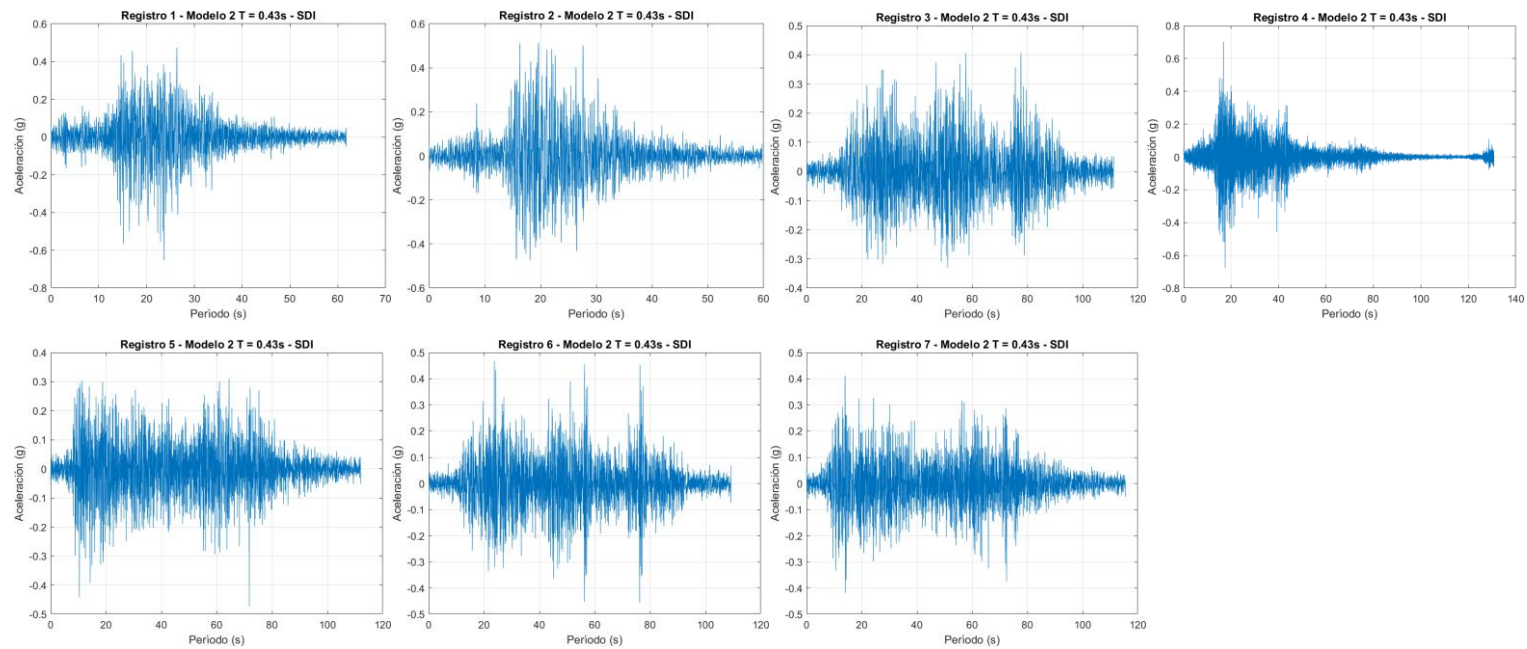 Registro 1 - Modelo 2 T = 0.43s - SDI
0.6
0.4
0.2
0
-0.2
-0.4
-0.6
-0.8
Aceleración (g)
0 10 20 30 40 50 60 70
Periodo (s)
Registro 2 - Modelo 2 T = 0.43s - SDI
0.6
0.4
0.2
0
-0.2
-0.4
-0.6
Aceleración (g)
0 10 20 30 40 50 60
Periodo (s)
Registro 3 - Modelo 2 T = 0.43s - SDI
0.5
0.4
0.3
0.2
0.1
0
-0.1
-0.2
-0.3
-0.4
Aceleración (g)
0 20 40 60 80 100 120
Periodo (s)
Registro 4 - Modelo 2 T = 0.43s - SDI
0.8
0.6
0.4
0.2
0
-0.2
-0.4
-0.6
-0.8
Aceleración (g)
0 20 40 60 80 100 120 140
Periodo (s)
Registro 5 - Modelo 2 T = 0.43s - SDI
0.4
0.3
0.2
0.1
0
-0.1
-0.2
-0.3
-0.4
-0.5
Aceleración (g)
0 20 40 60 80 100 120
Periodo (s)
Registro 6 - Modelo 2 T = 0.43s - SDI
0.5
0.4
0.3
0.2
0.1
0
-0.1
-0.2
-0.3
-0.4
-0.5
Aceleración (g)
0 20 40 60 80 100 120
Periodo (s)
Registro 7 - Modelo 2 T = 0.43s - SDI
0.5
0.4
0.3
0.2
0.1
0
-0.1
-0.2
-0.3
-0.4
-0.5
Aceleración (g)
0 20 40 60 80 100 120
Periodo (s)